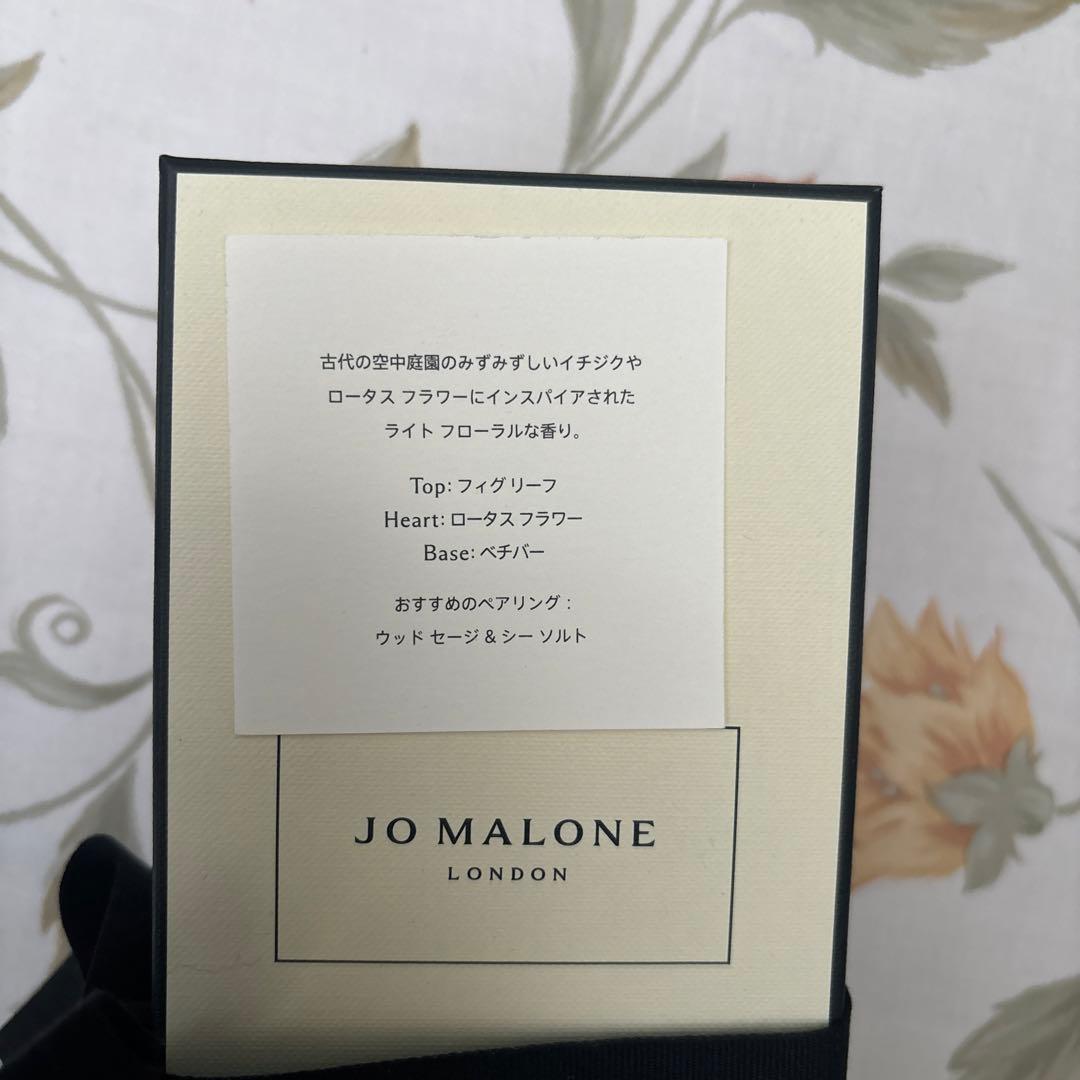 古代の空中庭園のみずみずしいイチジクや
ロータス フラワーにインスパイアされた
ライト フローラルな香り。
Top: フィグ リーフ
Heart: ロータス フラワー
Base: ベチバー
おすすめのペアリング :
ウッド セージ & シー ソルト
JO MALONE
LONDON